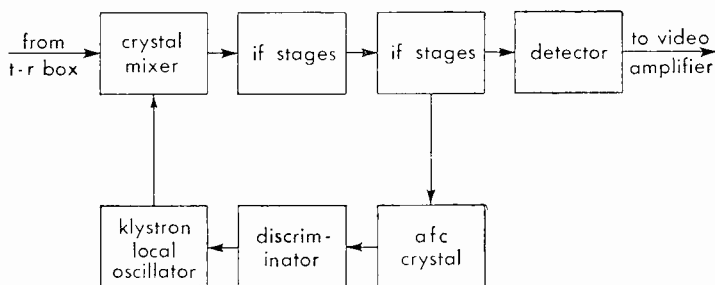 from
t-r box
crystal
mixer
if stages
if stages
detector
to video
amplifier
klystron
local
oscillator
discrim-
inator
afc
crystal